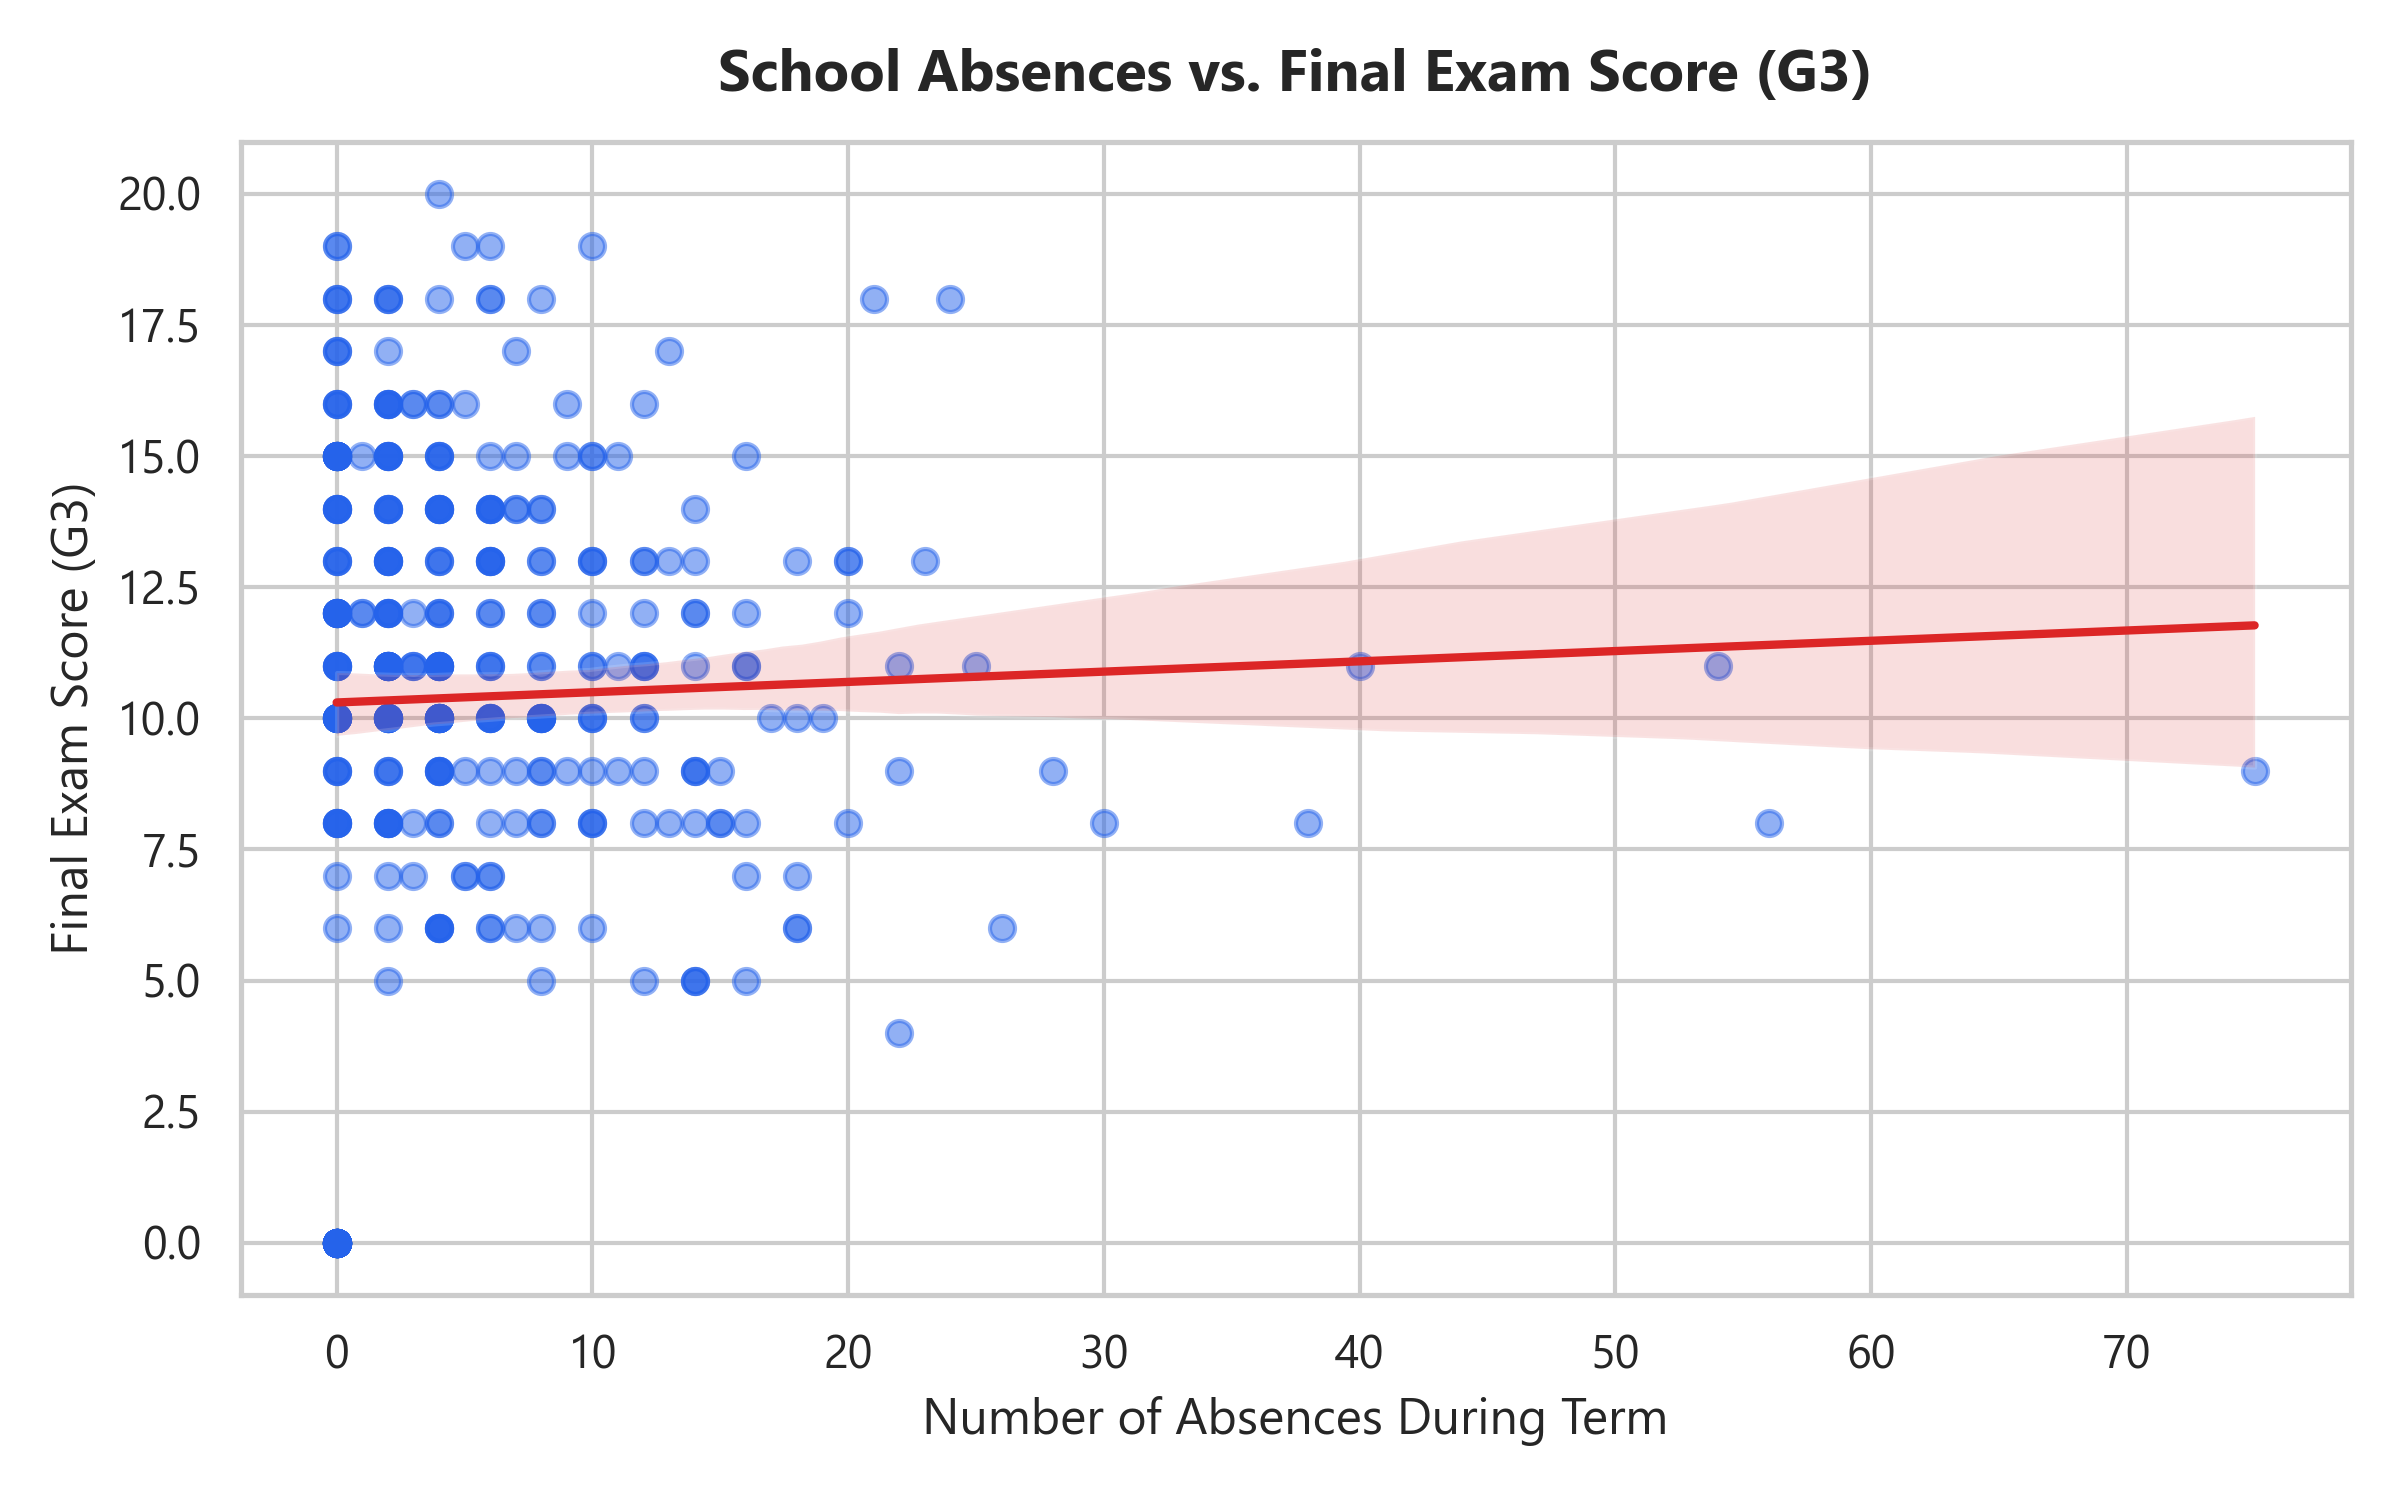 School Absences vs. Final Exam Score (G3)
20.0
17.5
15.0
12.5
10.0
7.5
5.0
2.5
0.0
Final Exam Score (G3)
0 10 20 30 40 50 60 70
Number of Absences During Term